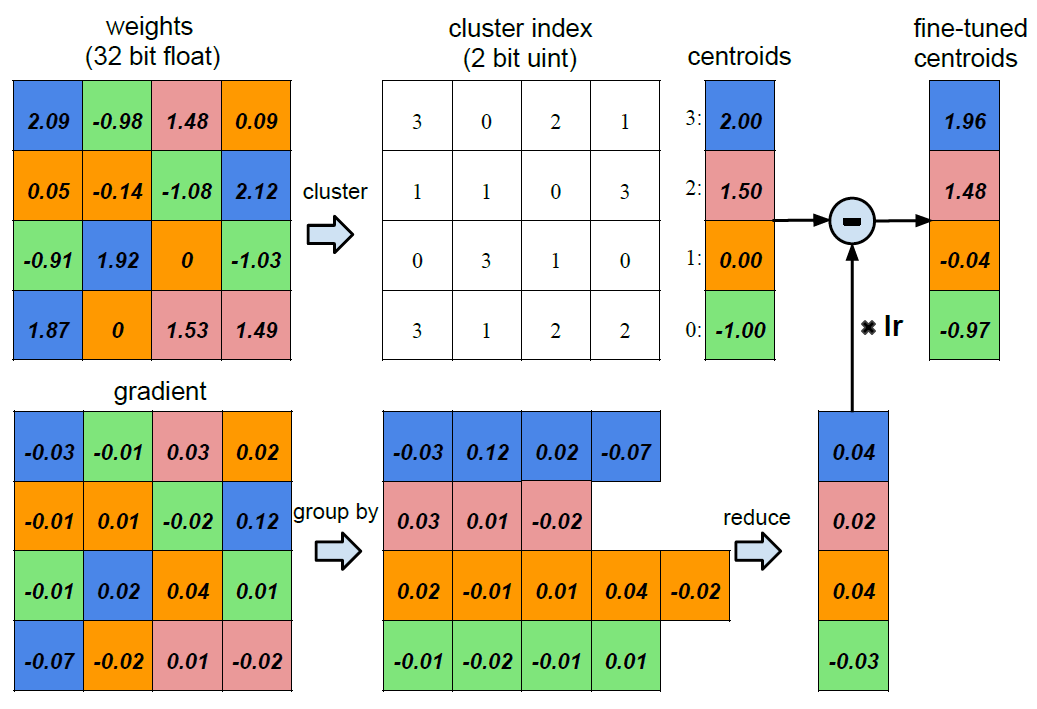 weights
(32 bit float)
cluster index
(2 bit uint)
centroids
fine-tuned
centroids
2.09 -0.98 1.48 0.09
0.05 -0.14 -1.08 2.12
-0.91 1.92 0 -1.03
1.87 0 1.53 1.49
cluster
3 0 2 1
1 1 0 3
0 3 1 0
3 1 2 2
3: 2.00
2: 1.50
1: 0.00
0: -1.00
1.96
1.48
-0.04
-0.97
× lr
gradient
-0.03 -0.01 0.03 0.02
-0.01 0.01 -0.02 0.12
-0.01 0.02 0.04 0.01
-0.07 -0.02 0.01 -0.02
group by
-0.03 0.12 0.02 -0.07
0.03 0.01 -0.02
0.02 -0.01 0.01 0.04 -0.02
-0.01 -0.02 -0.01 0.01
reduce
0.04
0.02
0.04
-0.03